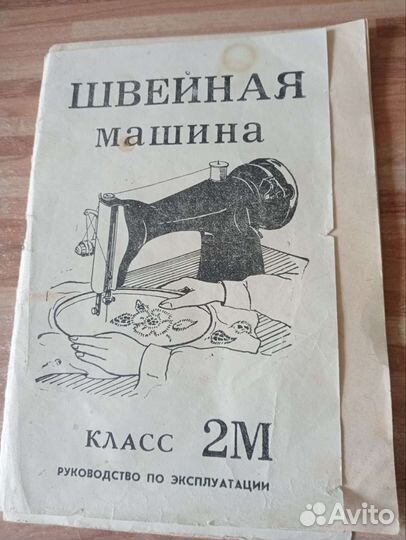 ШВЕЙНАЯ
машина
КЛАСС 2М
РУКОВОДСТВО ПО ЭКСПЛУАТАЦИИ
Avito